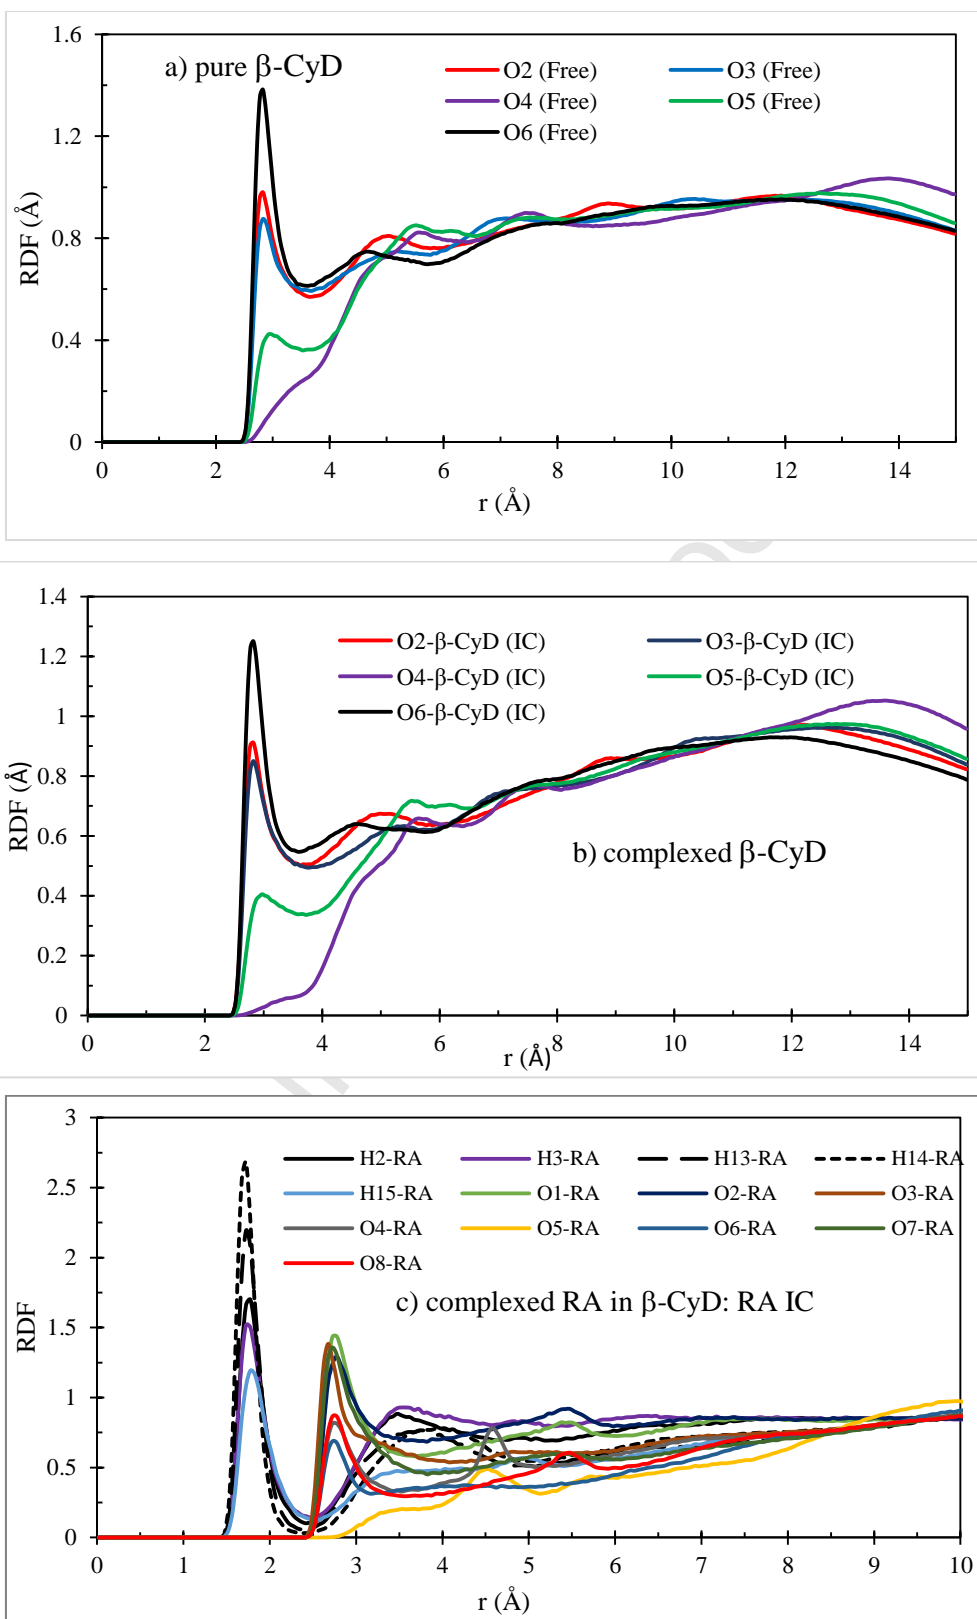 1.6
a) pure β-CyD
O2 (Free) O3 (Free)
O4 (Free) O5 (Free)
O6 (Free)
1.2
0.8
0.4
0
RDF (Å)
0 2 4 6 8 10 12 14
r (Å)
1.4
O2-β-CyD (IC) O3-β-CyD (IC)
O4-β-CyD (IC) O5-β-CyD (IC)
O6-β-CyD (IC)
1.2
1
0.8
0.6
0.4
0.2
0
RDF (Å)
b) complexed β-CyD
0 2 4 6 8 10 12 14
r (Å)
3
H2-RA H3-RA H13-RA H14-RA
H15-RA O1-RA O2-RA O3-RA
O4-RA O5-RA O6-RA O7-RA
O8-RA
2.5
2
1.5
1
0.5
0
RDF
c) complexed RA in β-CyD: RA IC
0 1 2 3 4 5 6 7 8 9 10
r (Å)